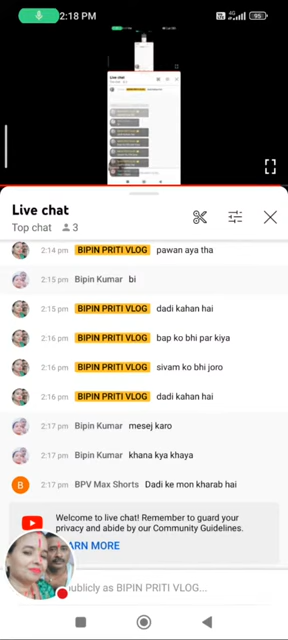 2:18 PM
4G
95
Live chat
Live chat
Top chat 3
2:14 pm BIPIN PRITI VLOG pawan aya tha
2:15 pm Bipin Kumar bi
2:15 pm BIPIN PRITI VLOG dadi kahan hai
2:16 pm BIPIN PRITI VLOG bap ko bhi par kiya
2:16 pm BIPIN PRITI VLOG sivam ko bhi joro
2:16 pm BIPIN PRITI VLOG dadi kahan hai
2:17 pm Bipin Kumar mesej karo
2:17 pm Bipin Kumar khana kya khaya
B 2:17 pm BPV Max Shorts Dadi ke mon kharab hai
Welcome to live chat! Remember to guard your
privacy and abide by our Community Guidelines.
ARN MORE
ublicly as BIPIN PRITI VLOG...